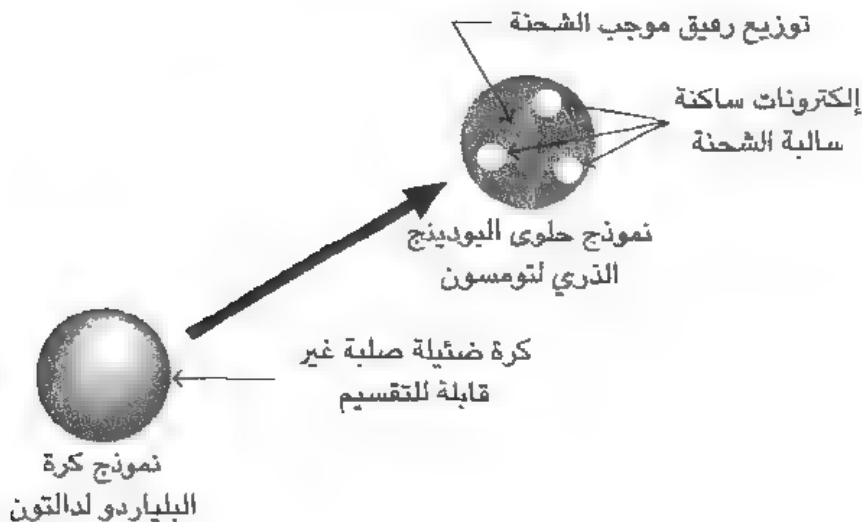 توزيع رقيق موجب الشحنة
إلكترونات ساكنة
سالبة الشحنة
نموذج حلوى البودينج
الذري لتومسون
كرة ضئيلة صلبة غير
قابلة للتقسيم
نموذج كرة
البلياردو لدالتون